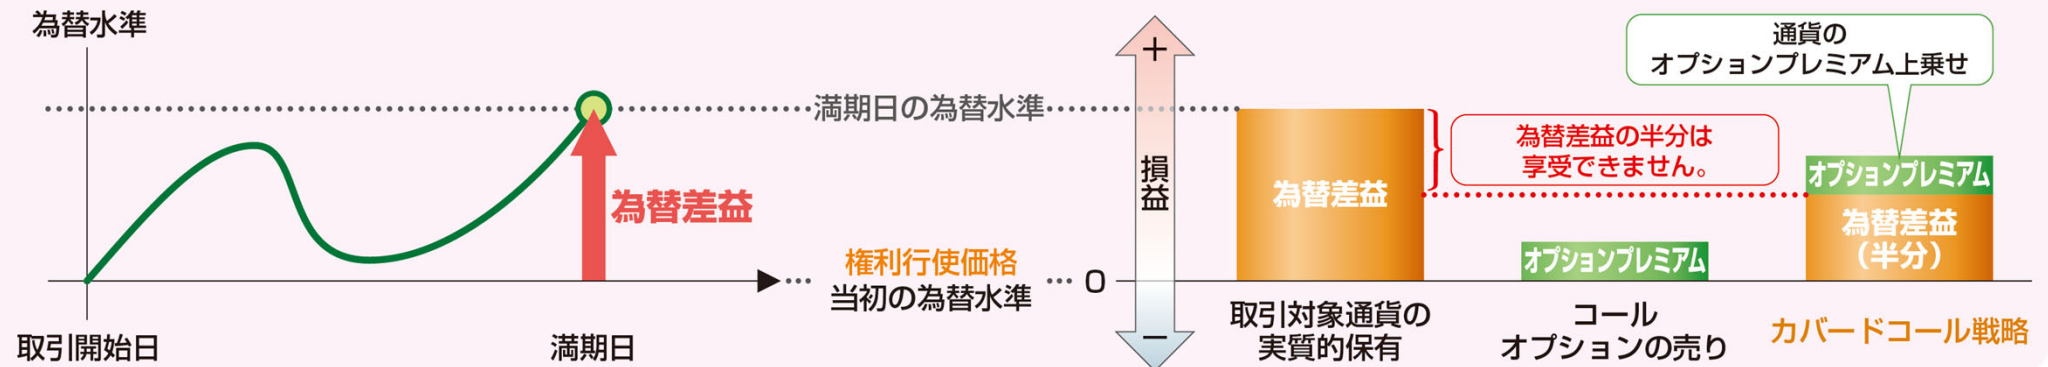 為替水準
満期日の為替水準
為替差益
権利行使価格
当初の為替水準
取引開始日
満期日
＋
損益
0
－
為替差益
取引対象通貨の
実質的保有
為替差益の半分は
享受できません。
オプションプレミアム
コール
オプションの売り
通貨の
オプションプレミアム上乗せ
オプションプレミアム
為替差益
（半分）
カバードコール戦略